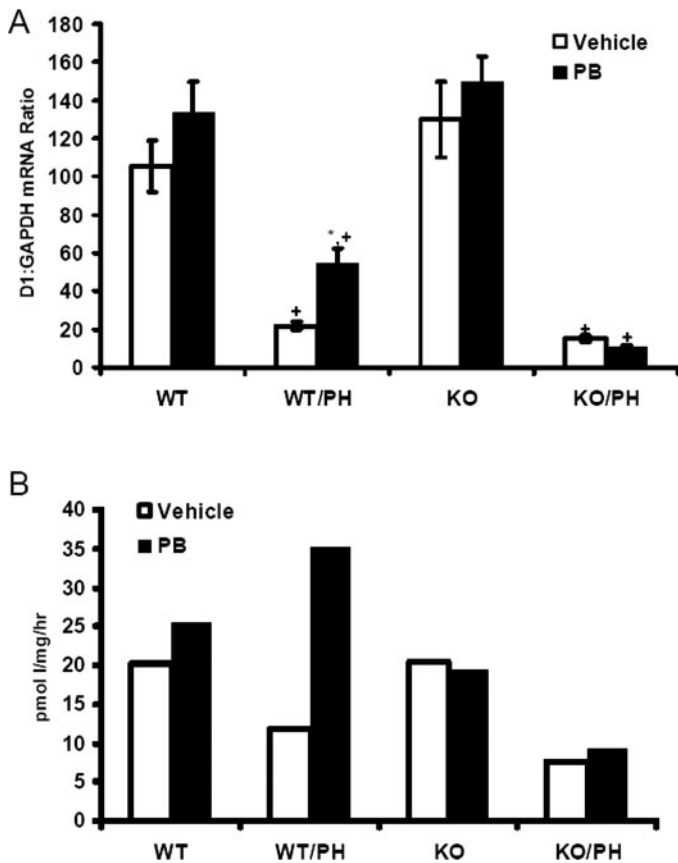 A
D1:GAPDH mRNA Ratio
180
160
140
120
100
80
60
40
20
0
Vehicle
PB
+
*,+
+
+
WT
WT/PH
KO
KO/PH
B
pmol I/mg/hr
40
35
30
25
20
15
10
5
0
Vehicle
PB
WT
WT/PH
KO
KO/PH